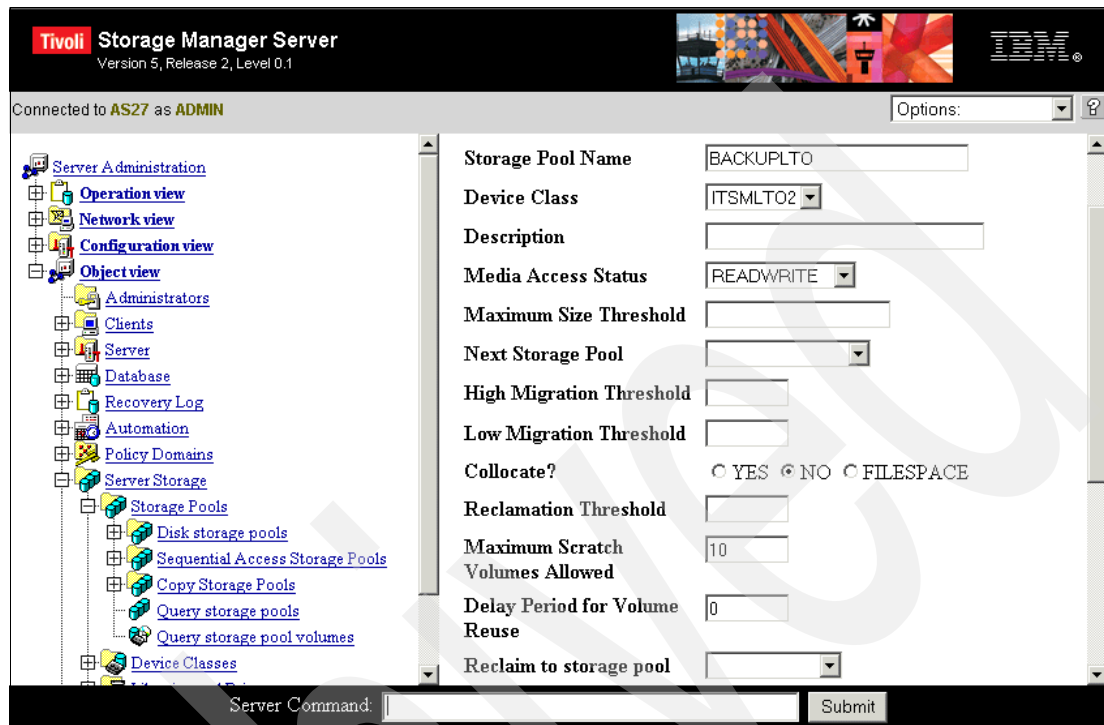 Tivoli Storage Manager Server
Version 5, Release 2, Level 0.1
IBM®
Connected to AS27 as ADMIN
Options:
?
Server Administration
Operation view
Network view
Configuration view
Object view
Administrators
Clients
Server
Database
Recovery Log
Automation
Policy Domains
Server Storage
Storage Pools
Disk storage pools
Sequential Access Storage Pools
Copy Storage Pools
Query storage pools
Query storage pool volumes
Device Classes
Storage Pool Name BACKUPLTO
Device Class ITSMLTO2
Description
Media Access Status READWRITE
Maximum Size Threshold
Next Storage Pool
High Migration Threshold
Low Migration Threshold
Collocate? YES NO FILESPACE
Reclamation Threshold
Maximum Scratch
Volumes Allowed 10
Delay Period for Volume
Reuse 0
Reclaim to storage pool
Server Command: Submit